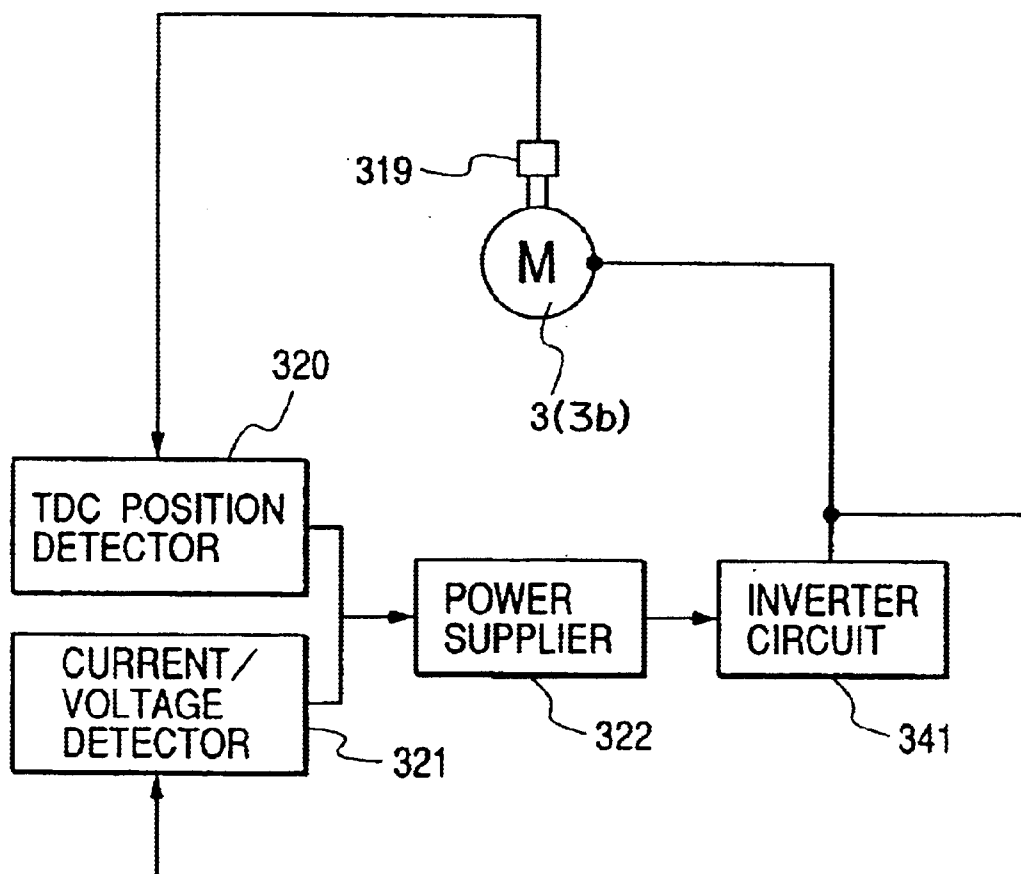 319
M
3(3b)
320
TDC POSITION
DETECTOR
POWER
SUPPLIER
INVERTER
CIRCUIT
CURRENT/
VOLTAGE
DETECTOR
321
322
341